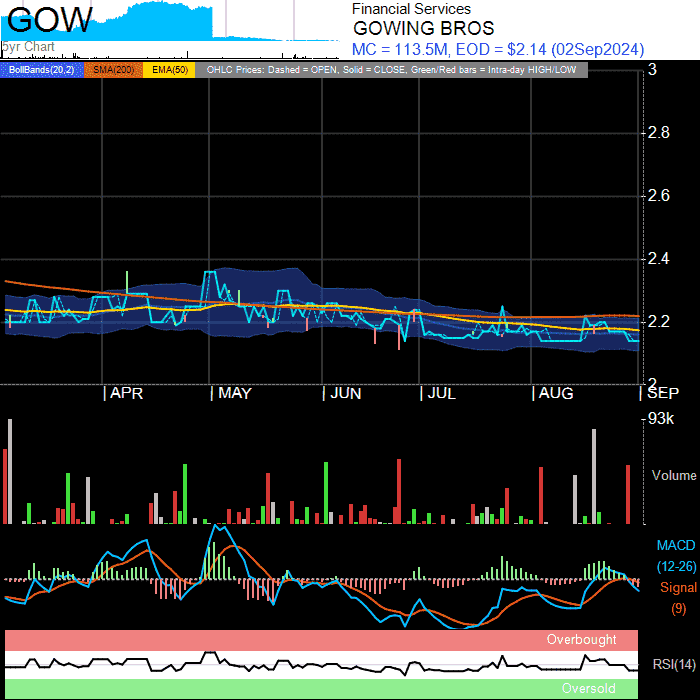 GOW
5yr Chart
Financial Services
GOWING BROS
MC = 113.5M, EOD = $2.14 (02Sep2024)
BollBands(20,2) SMA(200) EMA(50) OHLC Prices: Dashed = OPEN, Solid = CLOSE, Green/Red bars = Intra-day HIGH/LOW
3
2.8
2.6
2.4
2.2
2
APR MAY JUN JUL AUG SEP
93k
Volume
MACD
(12-26)
Signal
(9)
Overbought
RSI(14)
Oversold